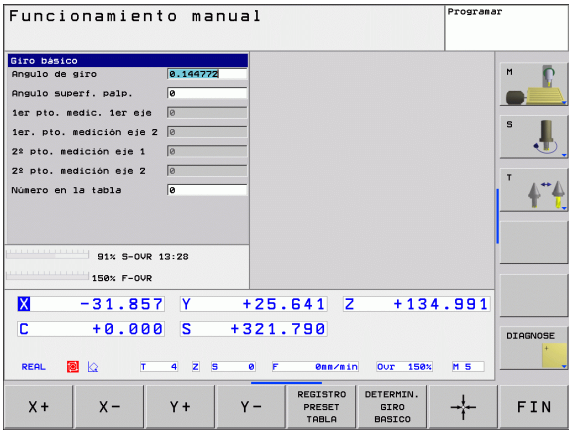 Funcionamiento manual
Programar
Giro básico
Angulo de giro 0.144772
Angulo superf. palp. 0
1er pto. medic. 1er eje 0
1er. pto. medición eje 2 0
2º pto. medición eje 1 0
2º pto. medición eje 2 0
Número en la tabla 0
91% S-OVR 13:28
150% F-OVR
X -31.857 Y +25.641 Z +134.991
C +0.000 S +321.790
REAL T 4 Z S 0 F 0mm/min Ovr 150% M 5
M
S
T
DIAGNOSE
X+
X-
Y+
Y-
REGISTRO
PRESET
TABLA
DETERMIN.
GIRO
BASICO
FIN